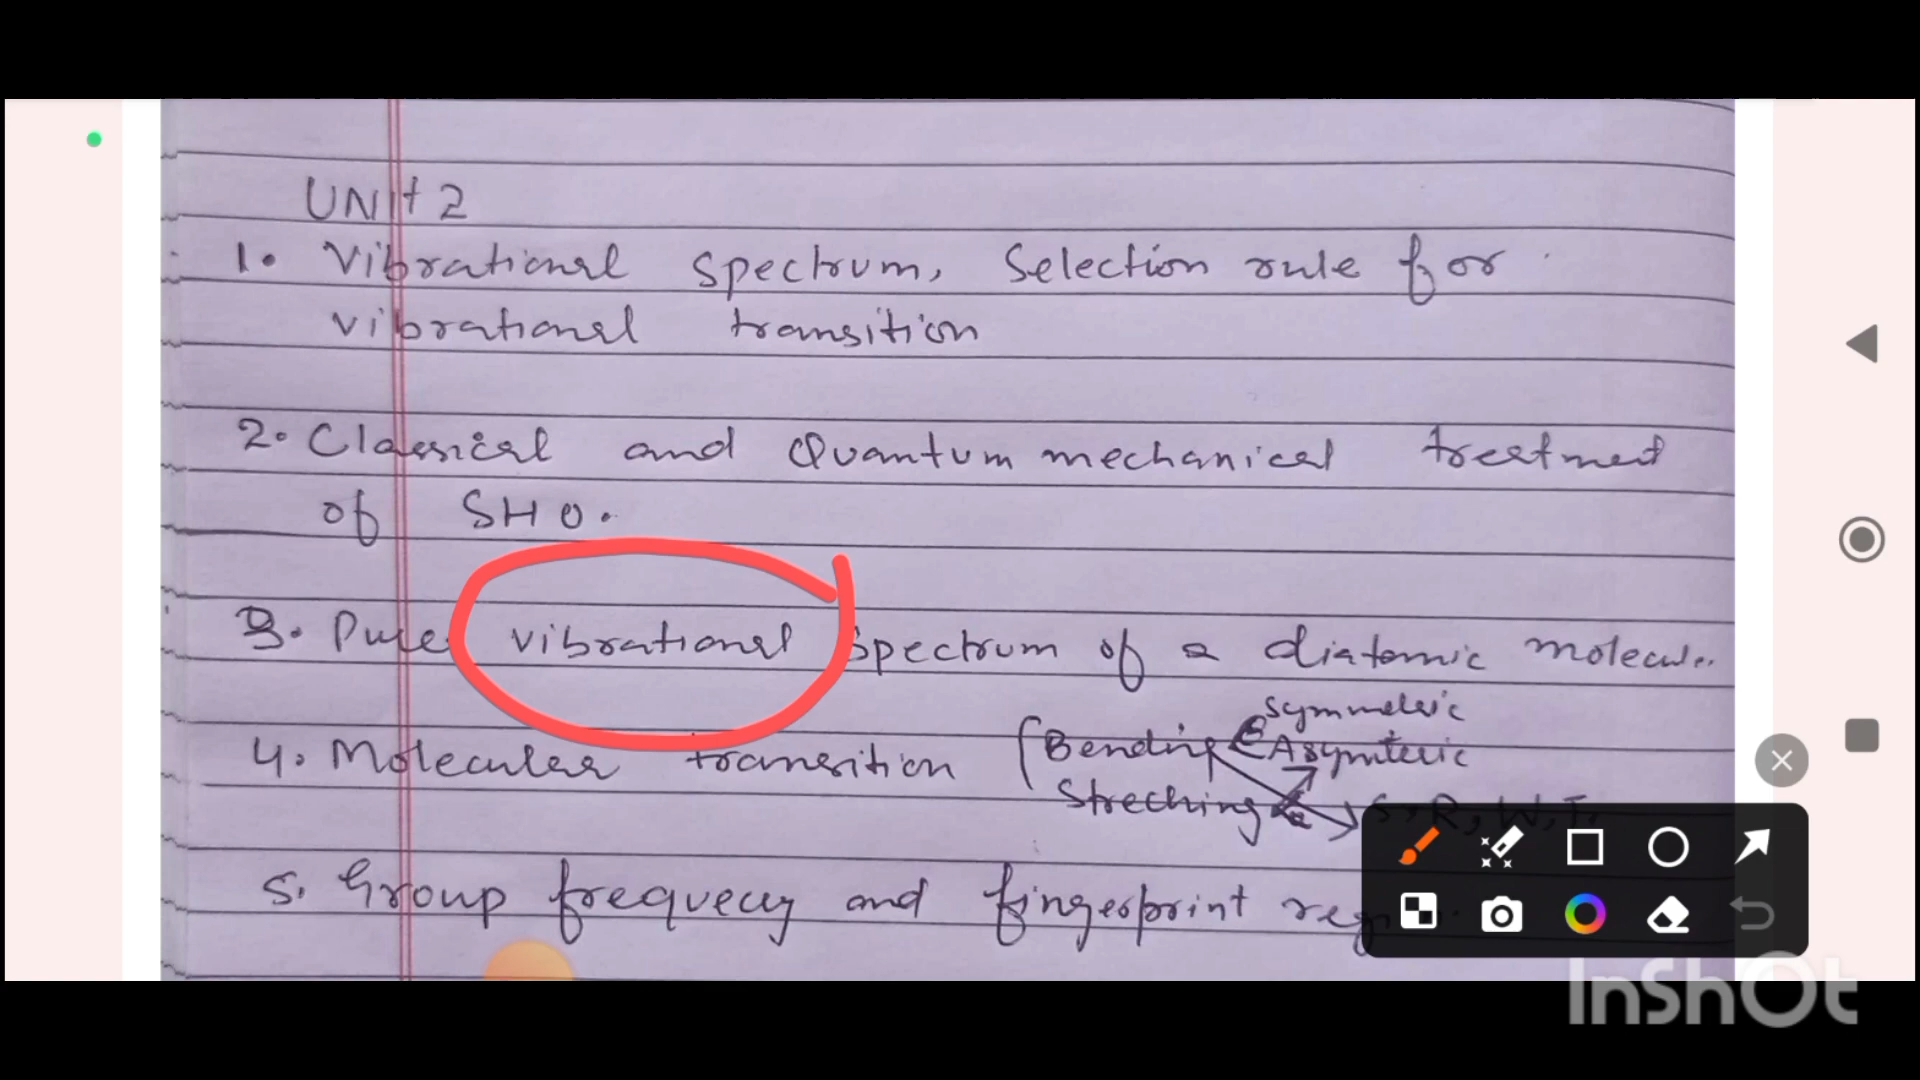 UNIt 2
1. Vibrational spectrum, Selection rule for
vibrational transition
2. Classical and Quantum mechanical treatment
of SHO.
3. Pure vibrational spectrum of a diatomic
4. Molecular transition (Bending Symmetric
Asymmetric
Streching S, R, W, T.
5. Group frequency and fingerprint
InShOt